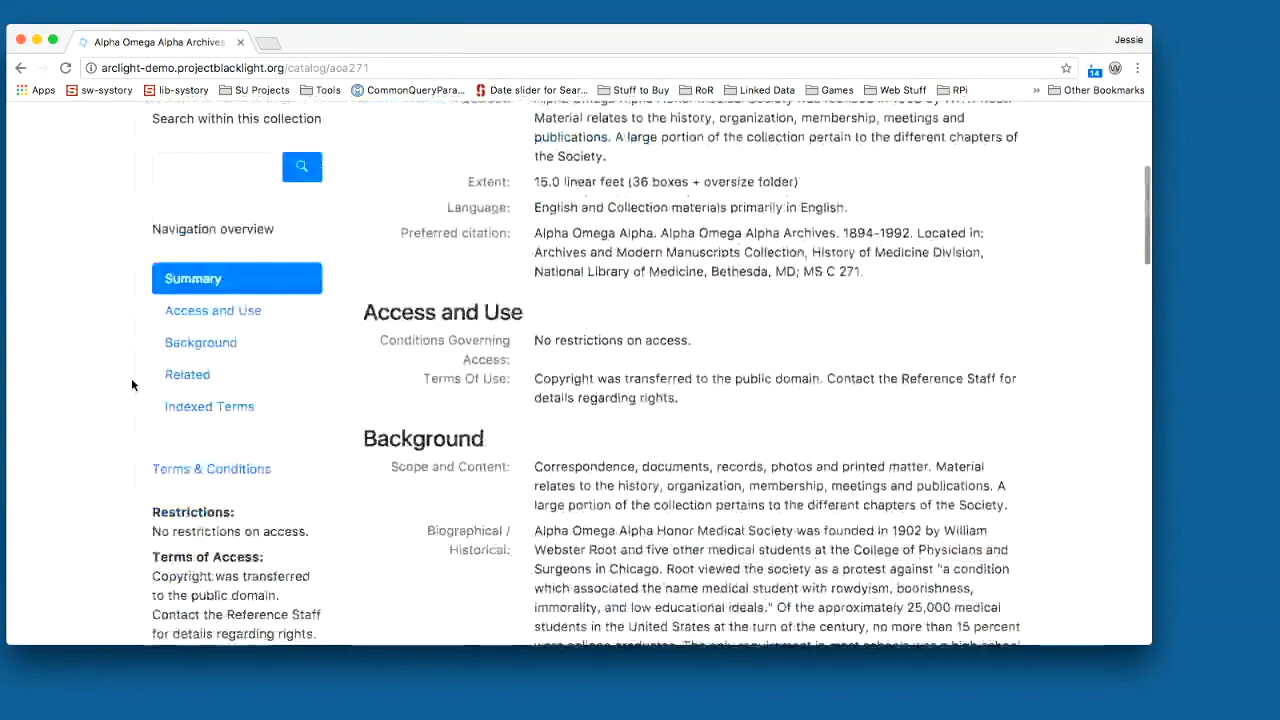 Alpha Omega Alpha Archives,
Jessie
arclight-demo.projectblacklight.org/catalog/aoa271
14
Apps sw-systory lib-systory SU Projects Tools CommonQueryPara... Date slider for Sear... Stuff to Buy RoR Linked Data Games Web Stuff RPi » Other Bookmarks
Search within this collection
Navigation overview
Summary
Access and Use
Background
Related
Indexed Terms
Terms & Conditions
Restrictions:
No restrictions on access.
Terms of Access:
Copyright was transferred
to the public domain.
Contact the Reference Staff
for details regarding rights.
Material relates to the history, organization, membership, meetings and
publications. A large portion of the collection pertain to the different chapters of
the Society.
Extent: 15.0 linear feet (36 boxes + oversize folder)
Language: English and Collection materials primarily in English.
Preferred citation: Alpha Omega Alpha. Alpha Omega Alpha Archives. 1894-1992. Located in:
Archives and Modern Manuscripts Collection, History of Medicine Division,
National Library of Medicine, Bethesda, MD; MS C 271.
Access and Use
Conditions Governing Access: No restrictions on access.
Terms Of Use: Copyright was transferred to the public domain. Contact the Reference Staff for
details regarding rights.
Background
Scope and Content: Correspondence, documents, records, photos and printed matter. Material
relates to the history, organization, membership, meetings and publications. A
large portion of the collection pertains to the different chapters of the Society.
Biographical / Historical: Alpha Omega Alpha Honor Medical Society was founded in 1902 by William
Webster Root and five other medical students at the College of Physicians and
Surgeons in Chicago. Root viewed the society as a protest against "a condition
which associated the name medical student with rowdyism, boorishness,
immorality, and low educational ideals." Of the approximately 25,000 medical
students in the United States at the turn of the century, no more than 15 percent